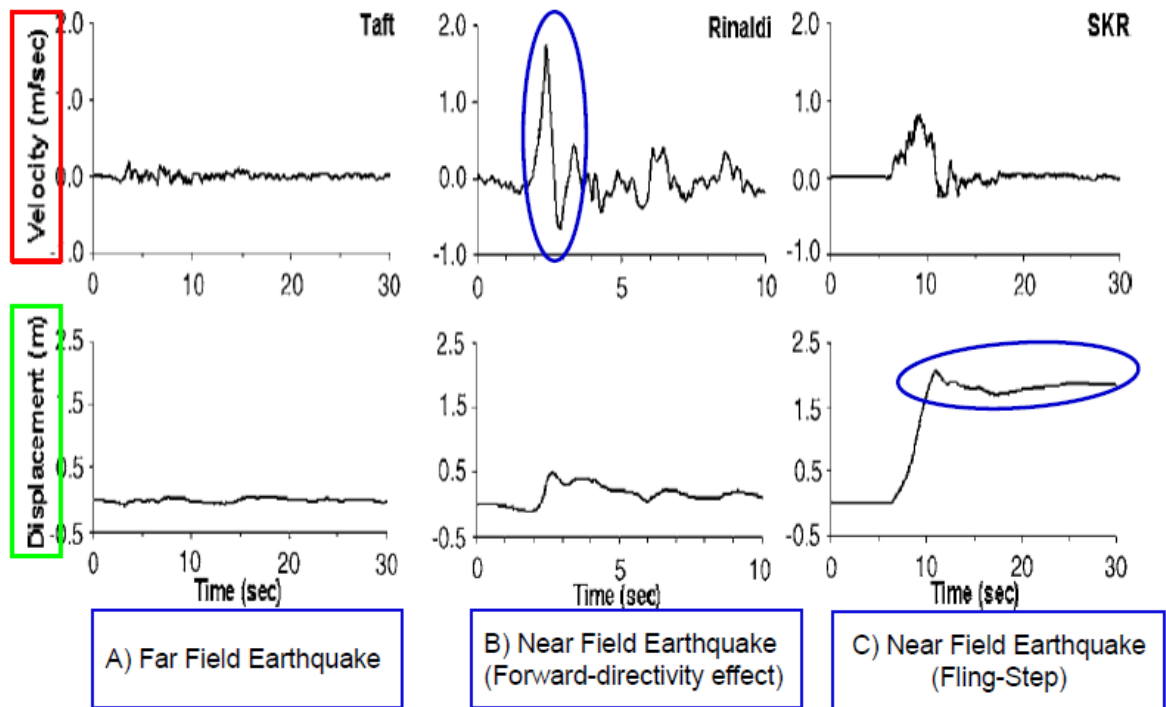 Taft
Rinaldi
SKR
Velocity (m/sec)
2.0
1.0
0.0
-1.0
0 10 20 30
2.0
1.0
0.0
-1.0
0 5 10
2.0
1.0
0.0
-1.0
0 10 20 30
Displacement (m)
2.5
1.5
0.5
-0.5
0 10 20 30
Time (sec)
2.5
1.5
0.5
-0.5
0 5 10
Time (sec)
2.5
1.5
0.5
-0.5
0 10 20 30
Time (sec)
A) Far Field Earthquake
B) Near Field Earthquake
(Forward-directivity effect)
C) Near Field Earthquake
(Fling-Step)